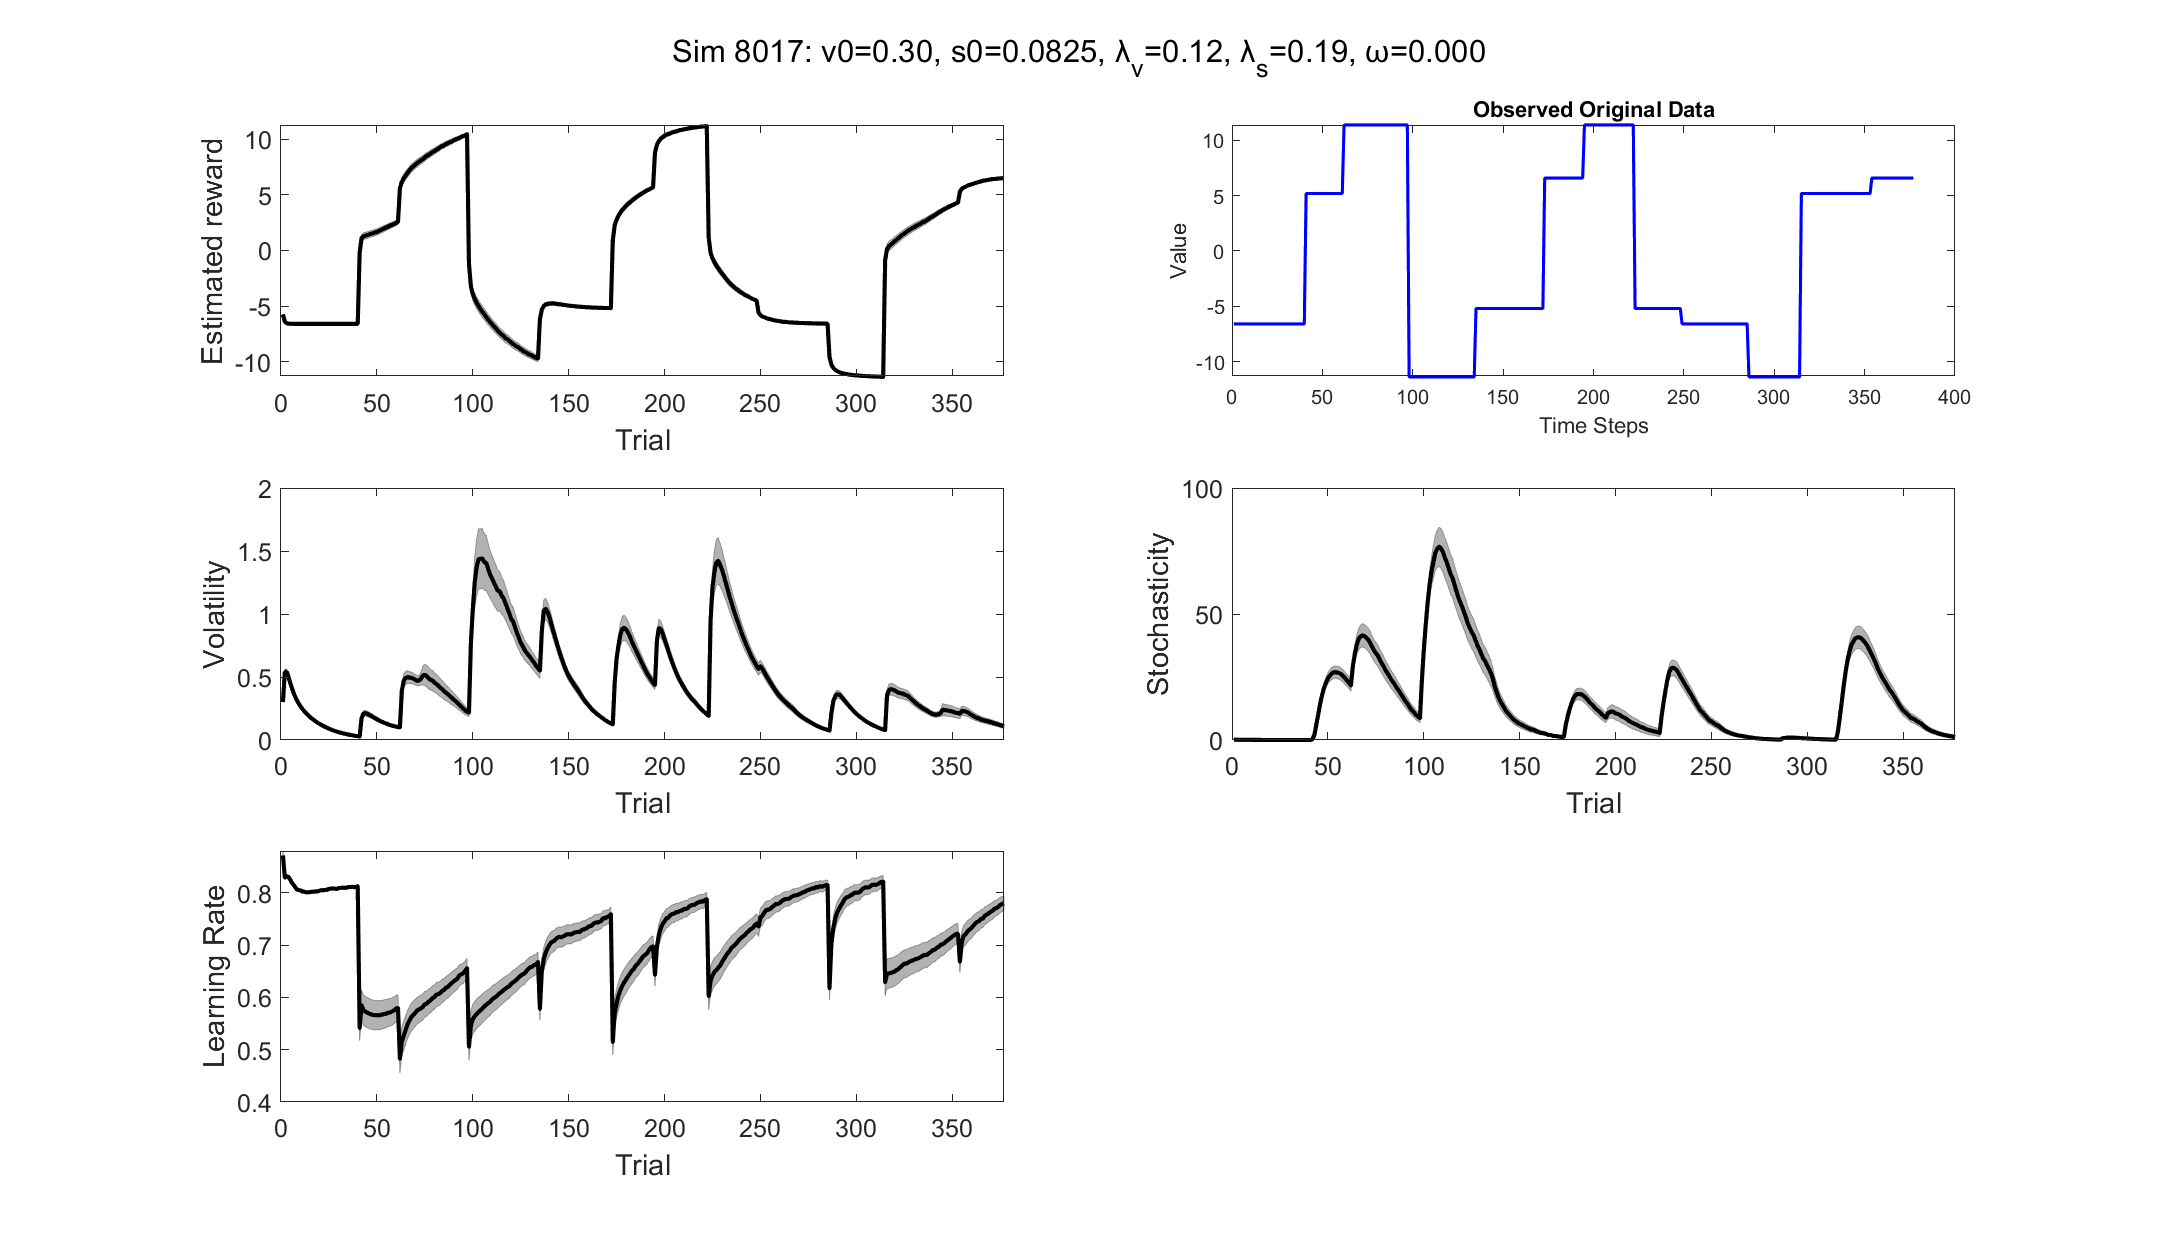 Sim 8017: v0=0.30, s0=0.0825, λv=0.12, λs=0.19, ω=0.000
Estimated reward
10
5
0
-5
-10
0 50 100 150 200 250 300 350
Trial
Observed Original Data
Value
10
5
0
-5
-10
0 50 100 150 200 250 300 350 400
Time Steps
Volatility
2
1.5
1
0.5
0
0 50 100 150 200 250 300 350
Trial
Stochasticity
100
50
0
0 50 100 150 200 250 300 350
Trial
Learning Rate
0.8
0.7
0.6
0.5
0.4
0 50 100 150 200 250 300 350
Trial